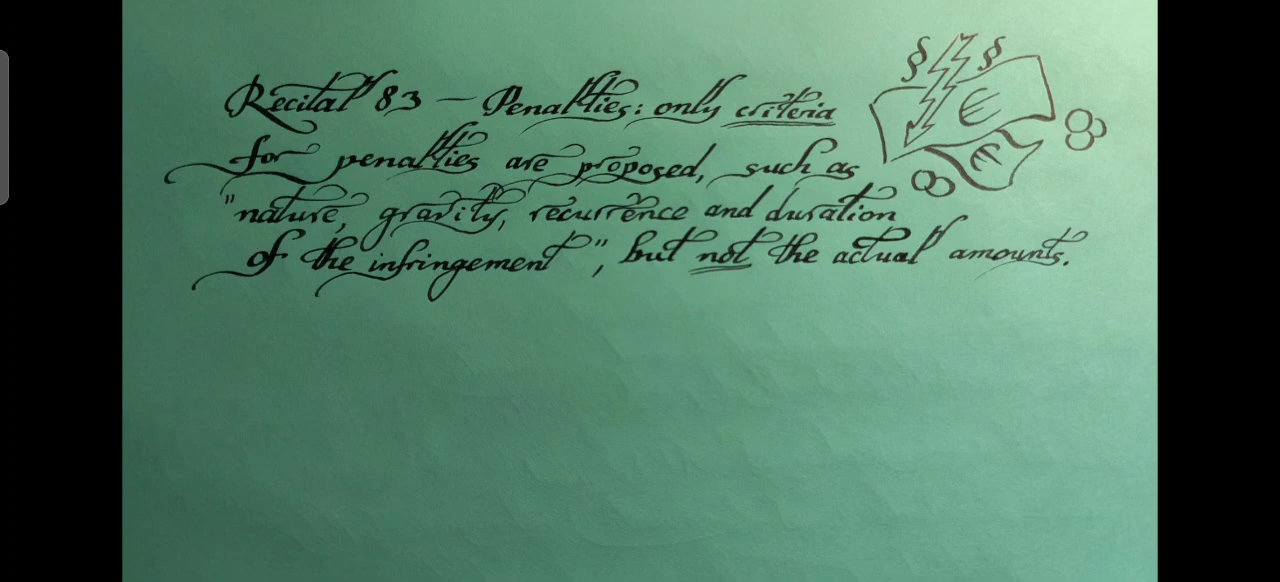 § §
Recital 83 — Penalties: only criteria
€
for penalties are proposed, such as
€
"nature, gravity, recurrence and duration
of the infringement", but not the actual amounts.